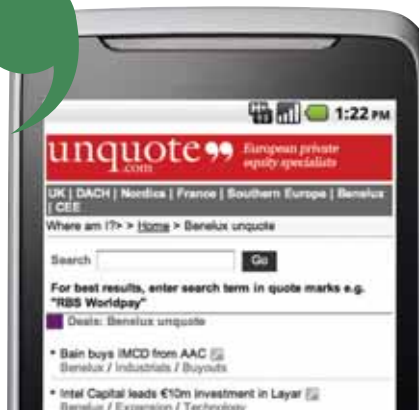 1:22 PM
unquote”
.com
European private
equity specialists
UK | DACH | Nordics | France | Southern Europe | Benelux
| CEE
Where am I?> > Home > Benelux unquote
Search Go
For best results, enter search term in quote marks e.g.
"RBS Worldpay"
Deals: Benelux unquote
• Bain buys IMCD from AAC
Benelux / Industrials / Buyouts
• Intel Capital leads €10m investment in Layar
Benelux / Expansion / Technology